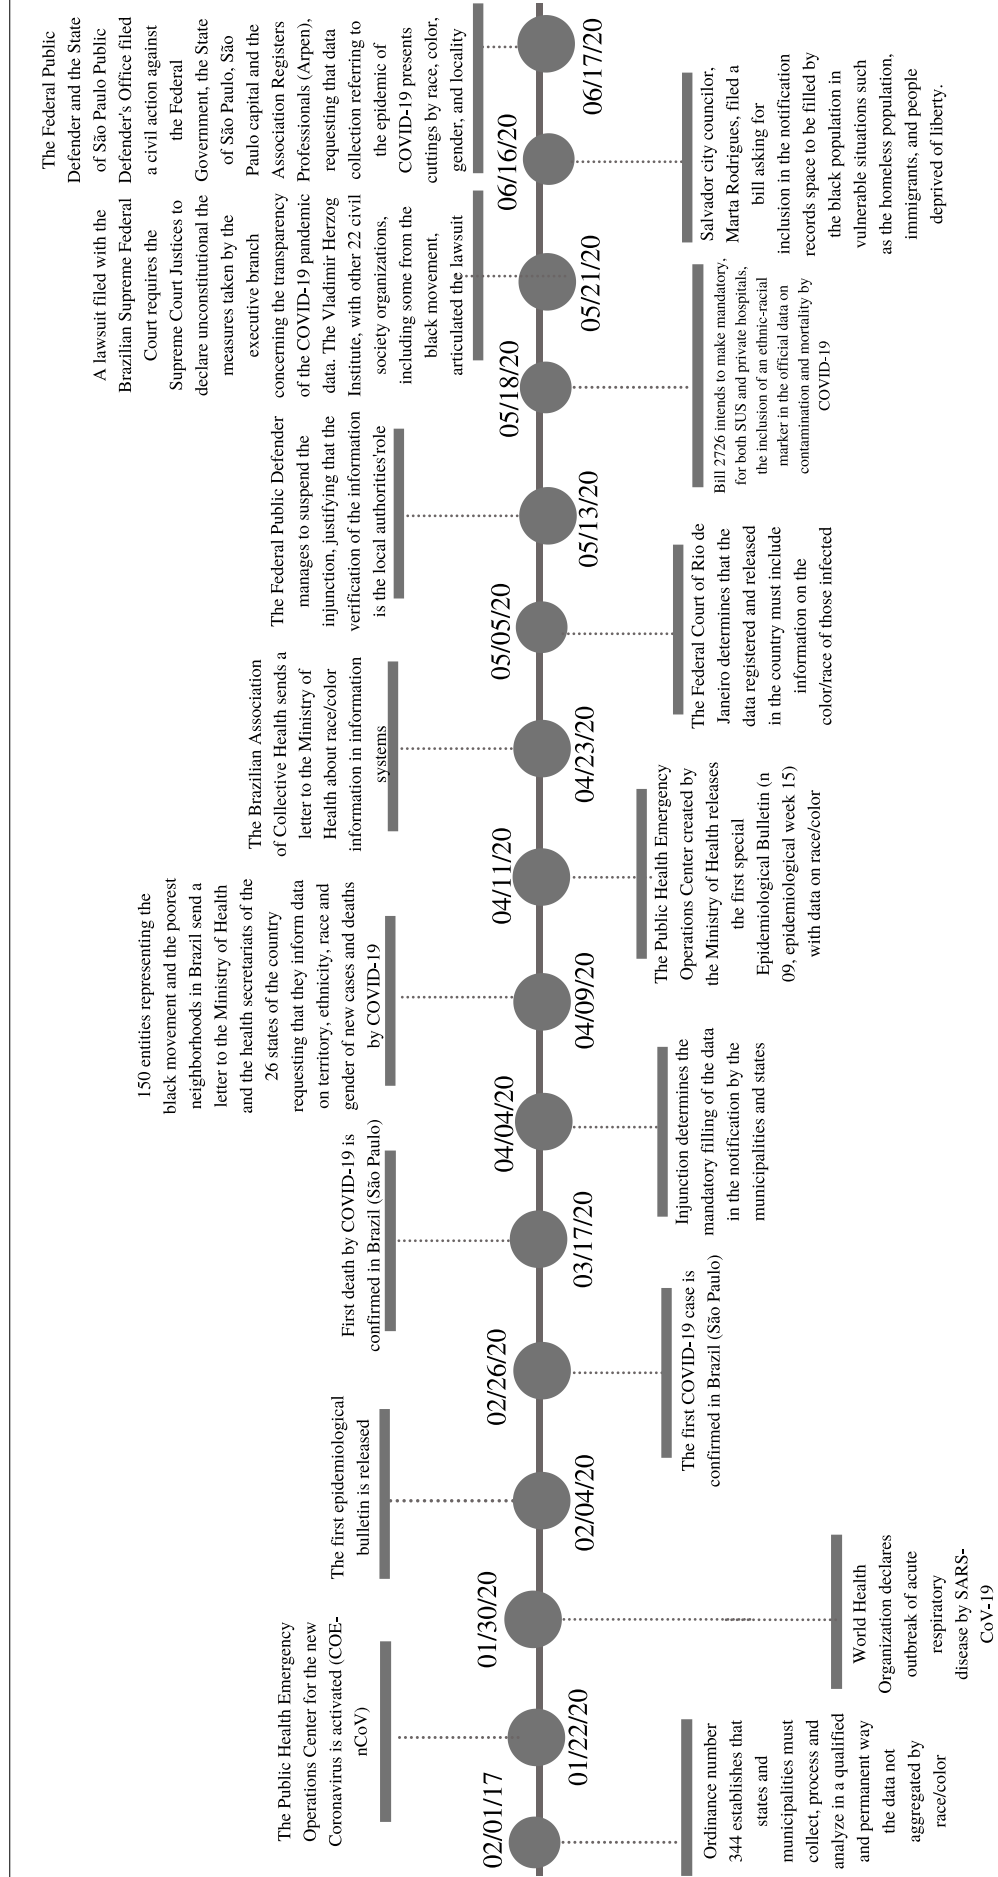 02/01/17
Ordinance number
344 establishes that
states and
municipalities must
collect, process and
analyze in a qualified
and permanent way
the data not
aggregated by
race/color
01/22/20
The Public Health Emergency
Operations Center for the new
Coronavirus is activated (COE-
nCoV)
01/30/20
World Health
Organization declares
outbreak of acute
respiratory
disease by SARS-
CoV-19
02/04/20
The first epidemiological
bulletin is released
02/26/20
The first COVID-19 case is
confirmed in Brazil (São Paulo)
03/17/20
First death by COVID-19 is
confirmed in Brazil (São Paulo)
04/04/20
Injunction determines the
mandatory filling of the data
in the notification by the
municipalities and states
04/09/20
150 entities representing the
black movement and the poorest
neighborhoods in Brazil send a
letter to the Ministry of Health
and the health secretariats of the
26 states of the country
requesting that they inform data
on territory, ethnicity, race and
gender of new cases and deaths
by COVID-19
04/11/20
The Public Health Emergency
Operations Center created by
the Ministry of Health releases
the first special
Epidemiological Bulletin (n
09, epidemiological week 15)
with data on race/color
04/23/20
The Brazilian Association
of Collective Health sends a
letter to the Ministry of
Health about race/color
information in information
systems
05/05/20
The Federal Court of Rio de
Janeiro determines that the
data registered and released
in the country must include
information on the
color/race of those infected
05/13/20
The Federal Public Defender
manages to suspend the
injunction, justifying that the
verification of the information
is the local authorities'role
05/18/20
Bill 2726 intends to make mandatory,
for both SUS and private hospitals,
the inclusion of an ethnic-racial
marker in the official data on
contamination and mortality by
COVID-19
05/21/20
A lawsuit filed with the
Brazilian Supreme Federal
Court requires the
Supreme Court Justices to
declare unconstitutional the
measures taken by the
executive branch
concerning the transparency
of the COVID-19 pandemic
data. The Vladimir Herzog
Institute, with other 22 civil
society organizations,
including some from the
black movement,
articulated the lawsuit
06/16/20
Salvador city councilor,
Marta Rodrigues, filed a
bill asking for
inclusion in the notification
records space to be filled by
the black population in
vulnerable situations such
as the homeless population,
immigrants, and people
deprived of liberty.
06/17/20
The Federal Public
Defender and the State
of São Paulo Public
Defender's Office filed
a civil action against
the Federal
Government, the State
of São Paulo, São
Paulo capital and the
Association Registers
Professionals (Arpen),
requesting that data
collection referring to
the epidemic of
COVID-19 presents
cuttings by race, color,
gender, and locality